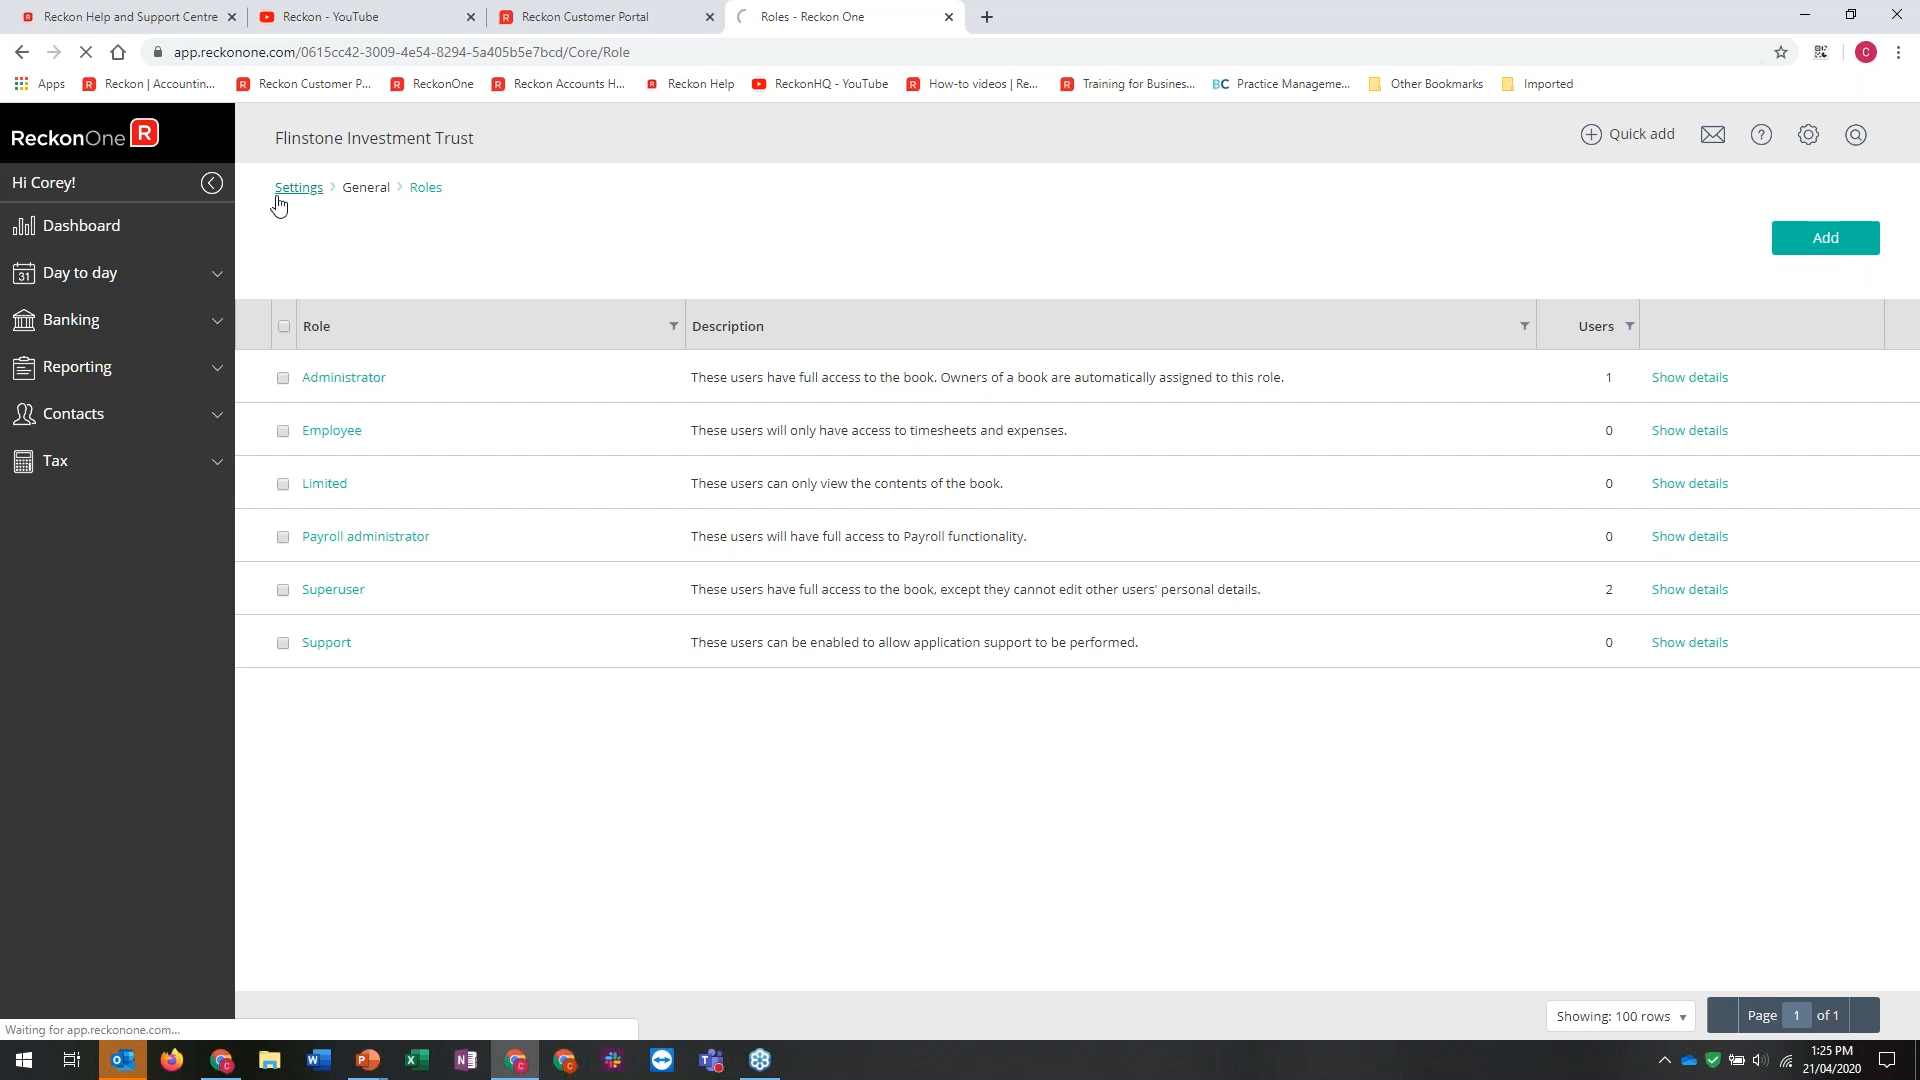 Reckon Help and Support Centre
Reckon - YouTube
Reckon Customer Portal
Roles - Reckon One
app.reckonone.com/0615cc42-3009-4e54-8294-5a405b5e7bcd/Core/Role
C
Apps
Reckon | Accountin...
Reckon Customer P...
ReckonOne
Reckon Accounts H...
Reckon Help
ReckonHQ - YouTube
How-to videos | Re...
Training for Busines...
BC Practice Manageme...
Other Bookmarks
Imported
ReckonOne R
Flinstone Investment Trust
Quick add
Hi Corey!
Settings > General > Roles
Dashboard
Day to day
Banking
Reporting
Contacts
Tax
Add
Role Description Users
Administrator These users have full access to the book. Owners of a book are automatically assigned to this role. 1 Show details
Employee These users will only have access to timesheets and expenses. 0 Show details
Limited These users can only view the contents of the book. 0 Show details
Payroll administrator These users will have full access to Payroll functionality. 0 Show details
Superuser These users have full access to the book, except they cannot edit other users' personal details. 2 Show details
Support These users can be enabled to allow application support to be performed. 0 Show details
Showing: 100 rows
Page 1 of 1
Waiting for app.reckonone.com...
1:25 PM
21/04/2020